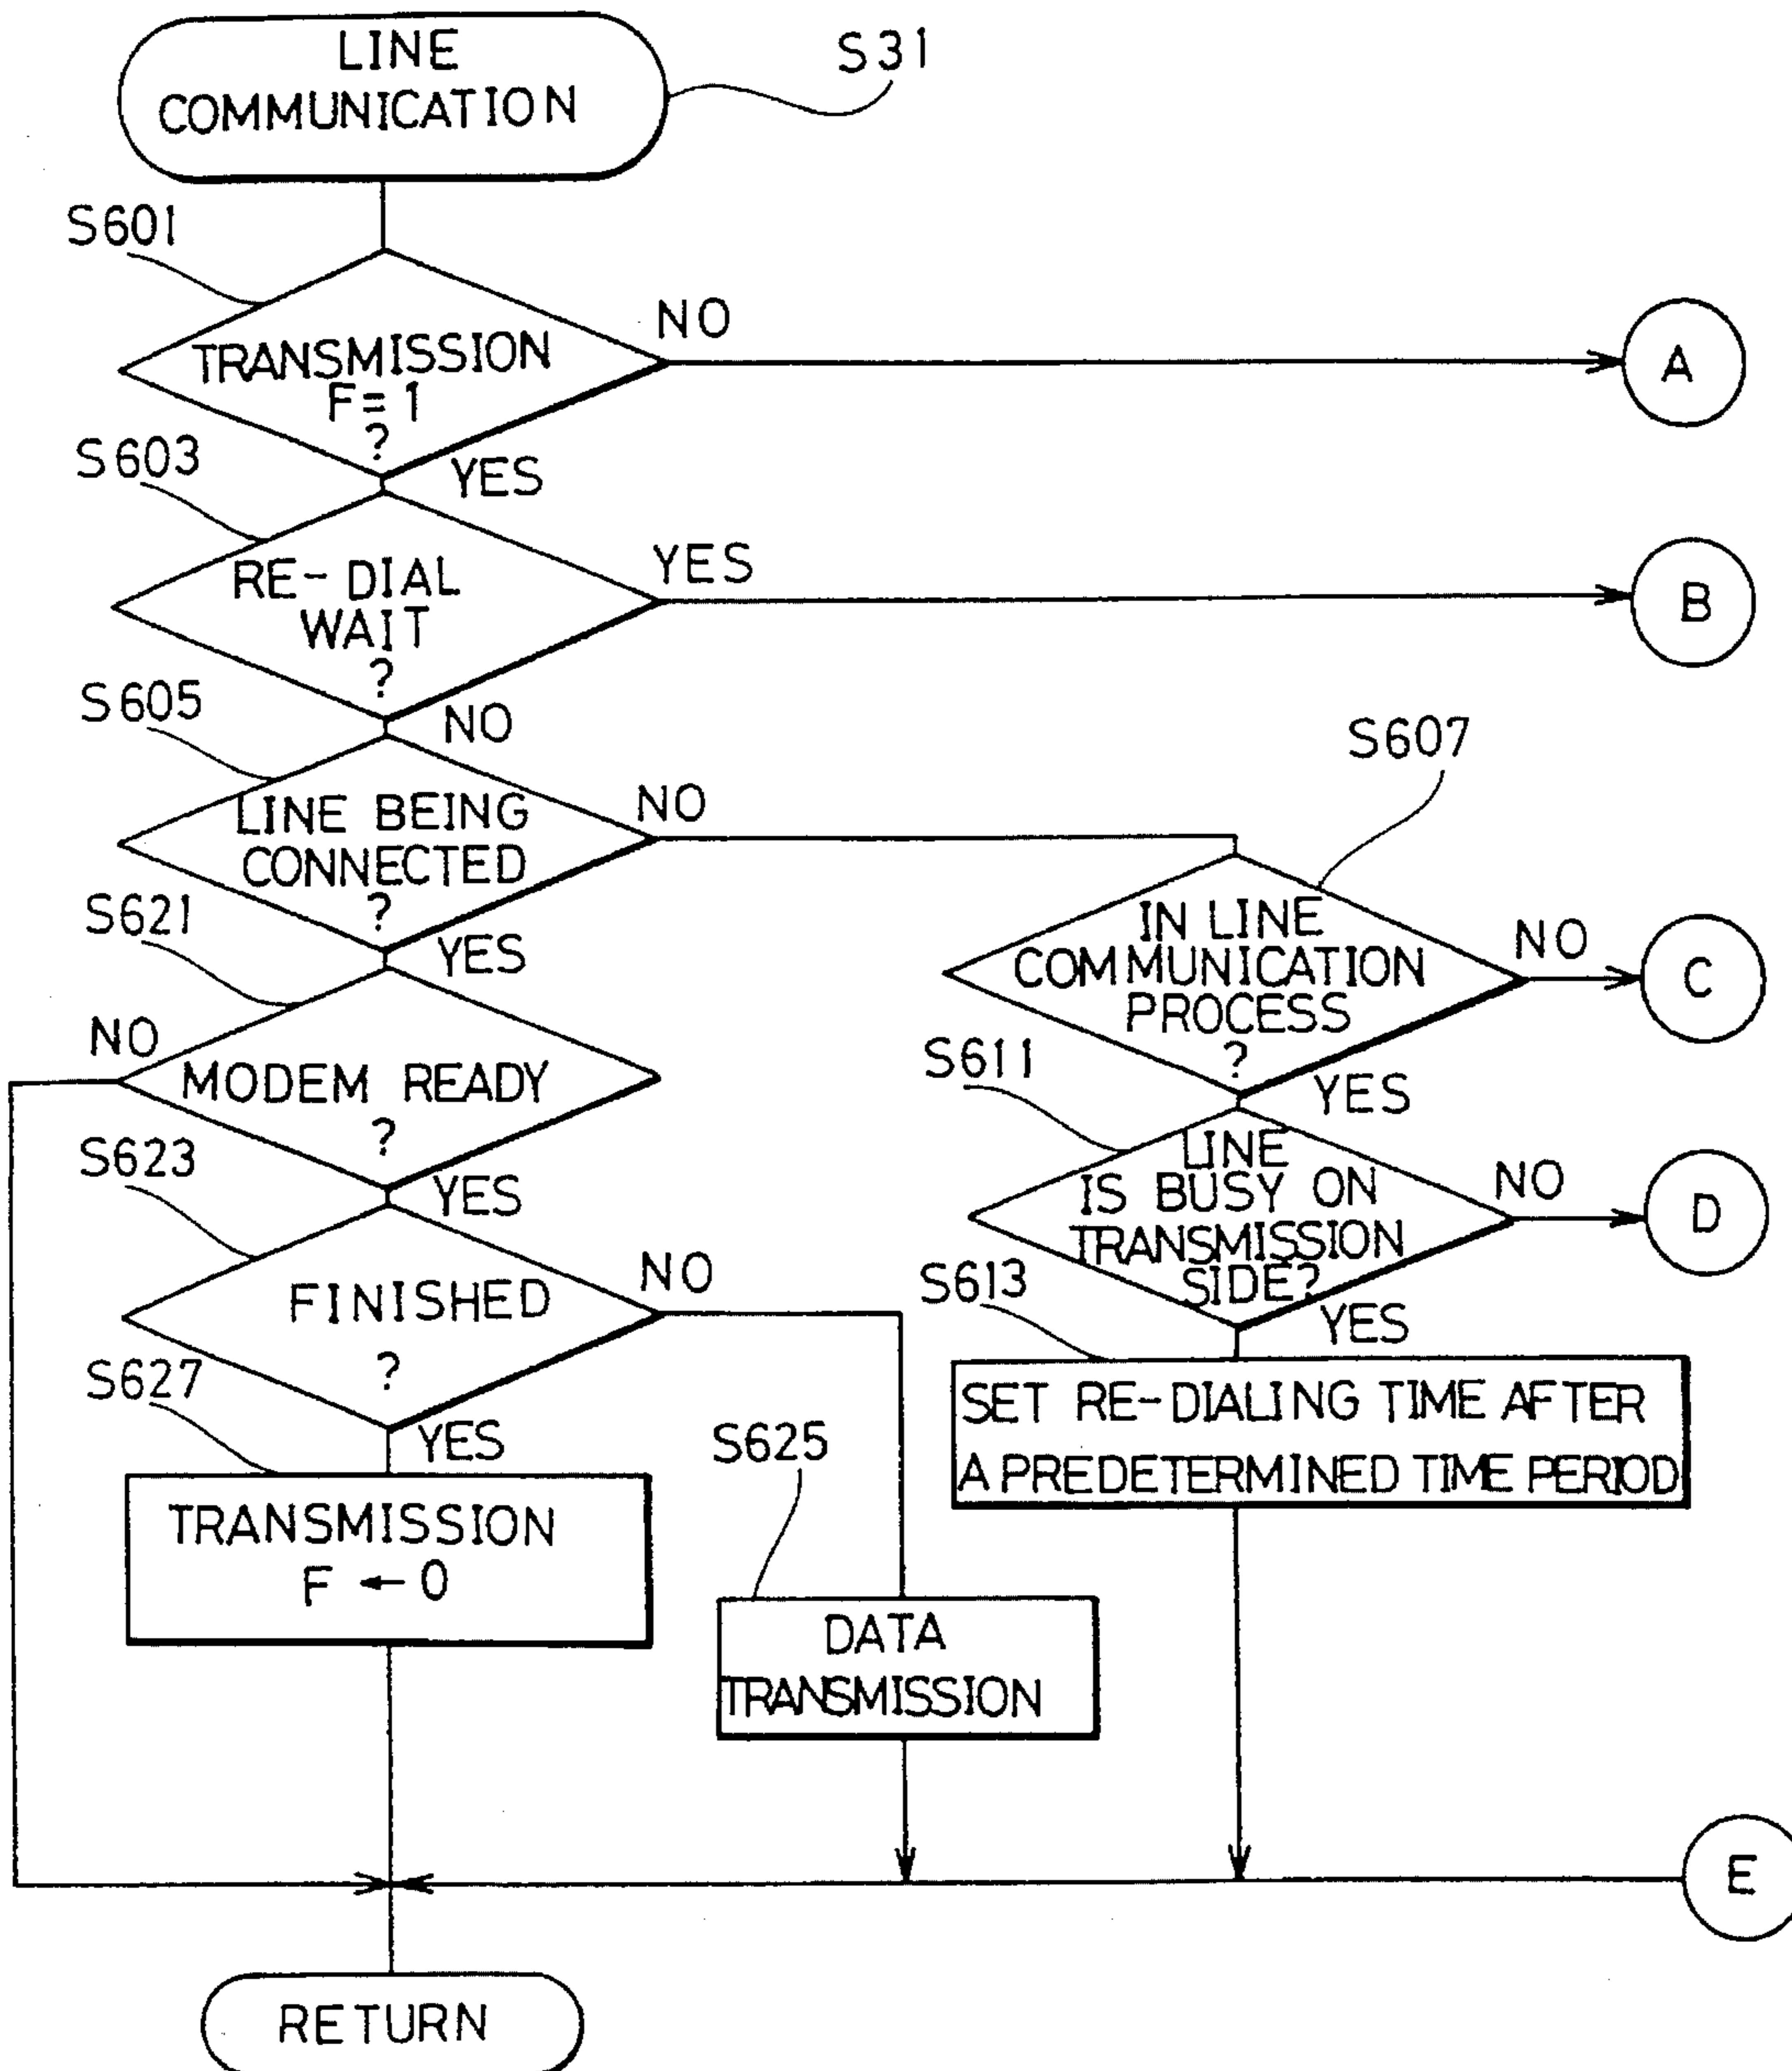 LINE
COMMUNICATION
S31
S601
TRANSMISSION
F=1
?
NO
A
YES
S603
RE-DIAL
WAIT
?
YES
B
NO
S605
LINE BEING
CONNECTED
?
NO
YES
S607
IN LINE
COMMUNICATION
PROCESS
?
NO
C
YES
S621
MODEM READY
?
NO
YES
S611
LINE
IS BUSY ON
TRANSMISSION
SIDE?
NO
D
YES
S623
FINISHED
?
NO
YES
S613
SET RE-DIALING TIME AFTER
A PREDETERMINED TIME PERIOD
S627
TRANSMISSION
F ← 0
S625
DATA
TRANSMISSION
E
RETURN